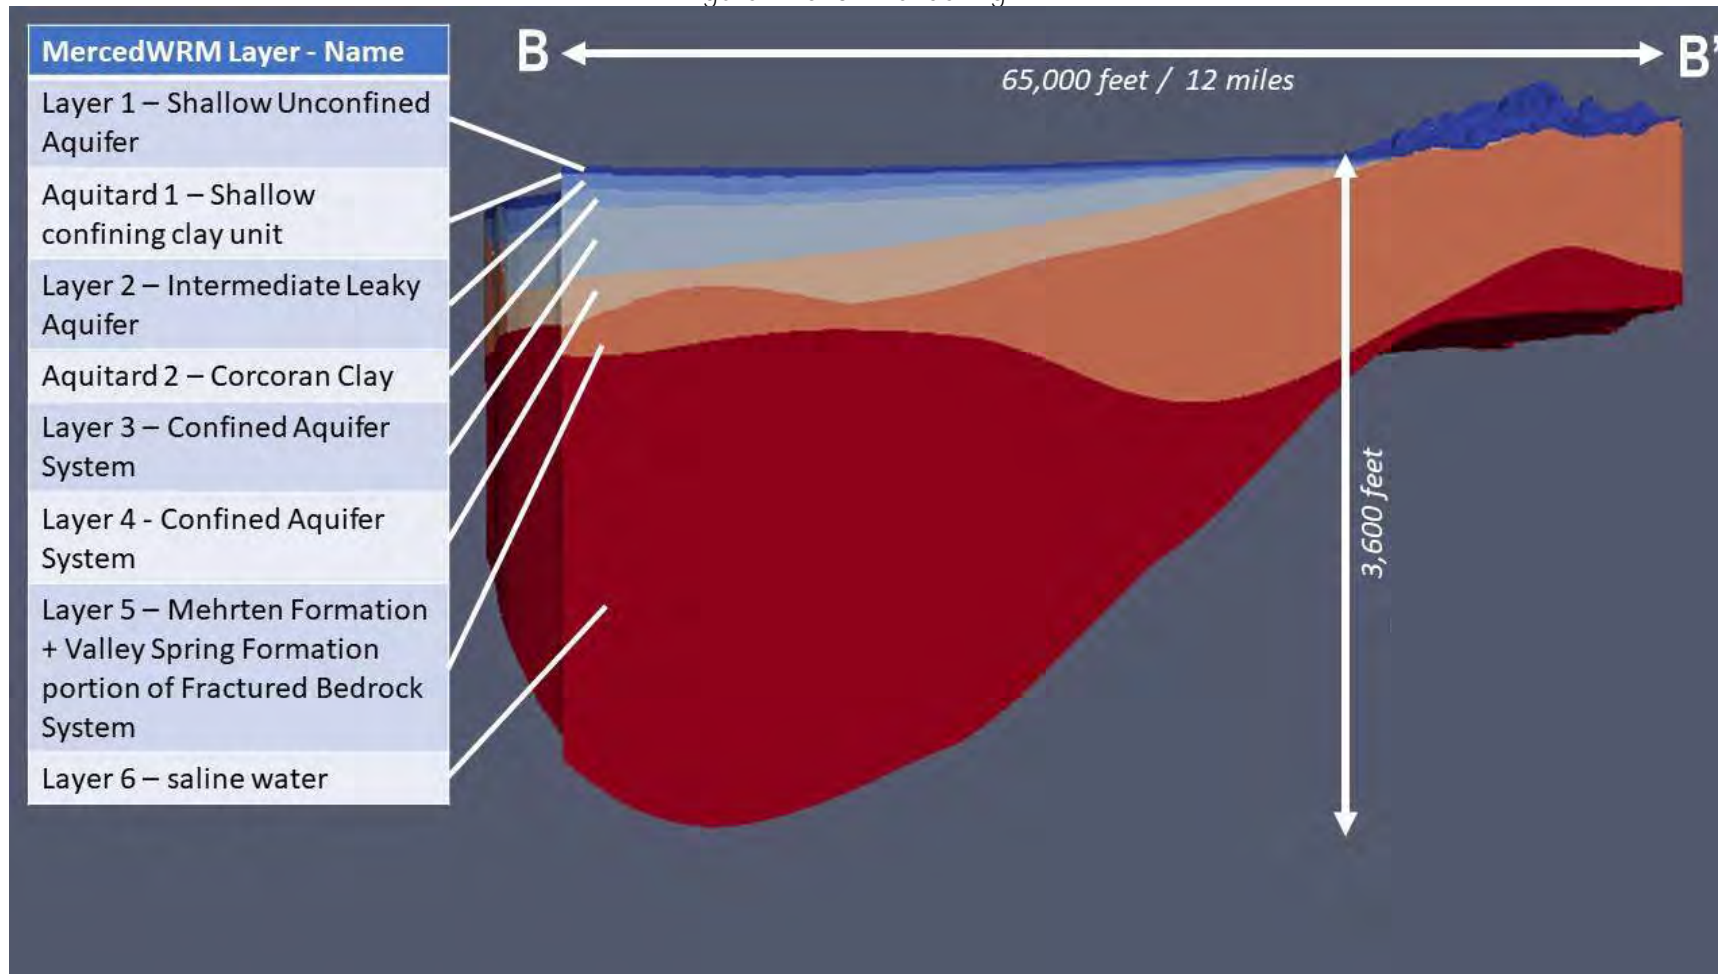 MercedWRM Layer - Name
Layer 1 – Shallow Unconfined
Aquifer
Aquitard 1 – Shallow
confining clay unit
Layer 2 – Intermediate Leaky
Aquifer
Aquitard 2 – Corcoran Clay
Layer 3 – Confined Aquifer
System
Layer 4 - Confined Aquifer
System
Layer 5 – Mehrten Formation
+ Valley Spring Formation
portion of Fractured Bedrock
System
Layer 6 – saline water
B
B'
65,000 feet / 12 miles
3,600 feet